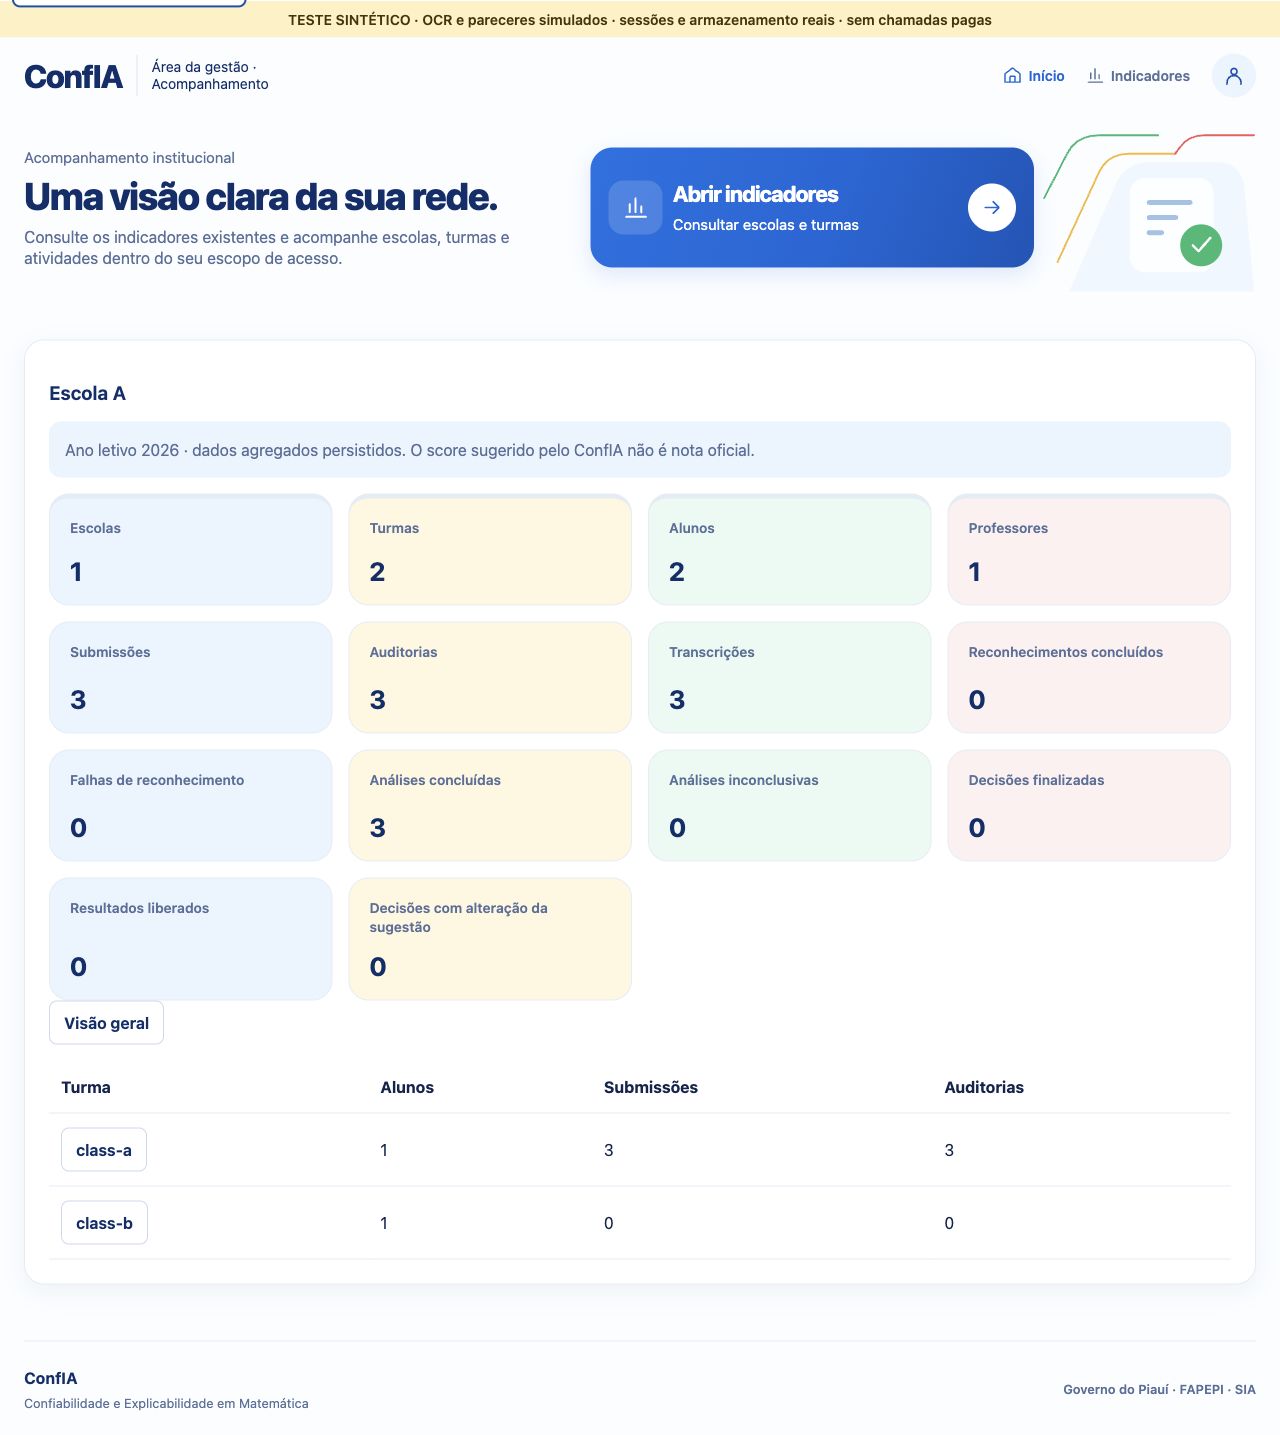 TESTE SINTÉTICO · OCR e pareceres simulados · sessões e armazenamento reais · sem chamadas pagas
ConfIA
Área da gestão ·
Acompanhamento
Início
Indicadores
Acompanhamento institucional
Uma visão clara da sua rede.
Consulte os indicadores existentes e acompanhe escolas, turmas e
atividades dentro do seu escopo de acesso.
Abrir indicadores
Consultar escolas e turmas
Escola A
Ano letivo 2026 · dados agregados persistidos. O score sugerido pelo ConfIA não é nota oficial.
Escolas
1
Turmas
2
Alunos
2
Professores
1
Submissões
3
Auditorias
3
Transcrições
3
Reconhecimentos concluídos
0
Falhas de reconhecimento
0
Análises concluídas
3
Análises inconclusivas
0
Decisões finalizadas
0
Resultados liberados
0
Decisões com alteração da
sugestão
0
Visão geral
Turma Alunos Submissões Auditorias
class-a 1 3 3
class-b 1 0 0
ConfIA
Confiabilidade e Explicabilidade em Matemática
Governo do Piauí · FAPEPI · SIA